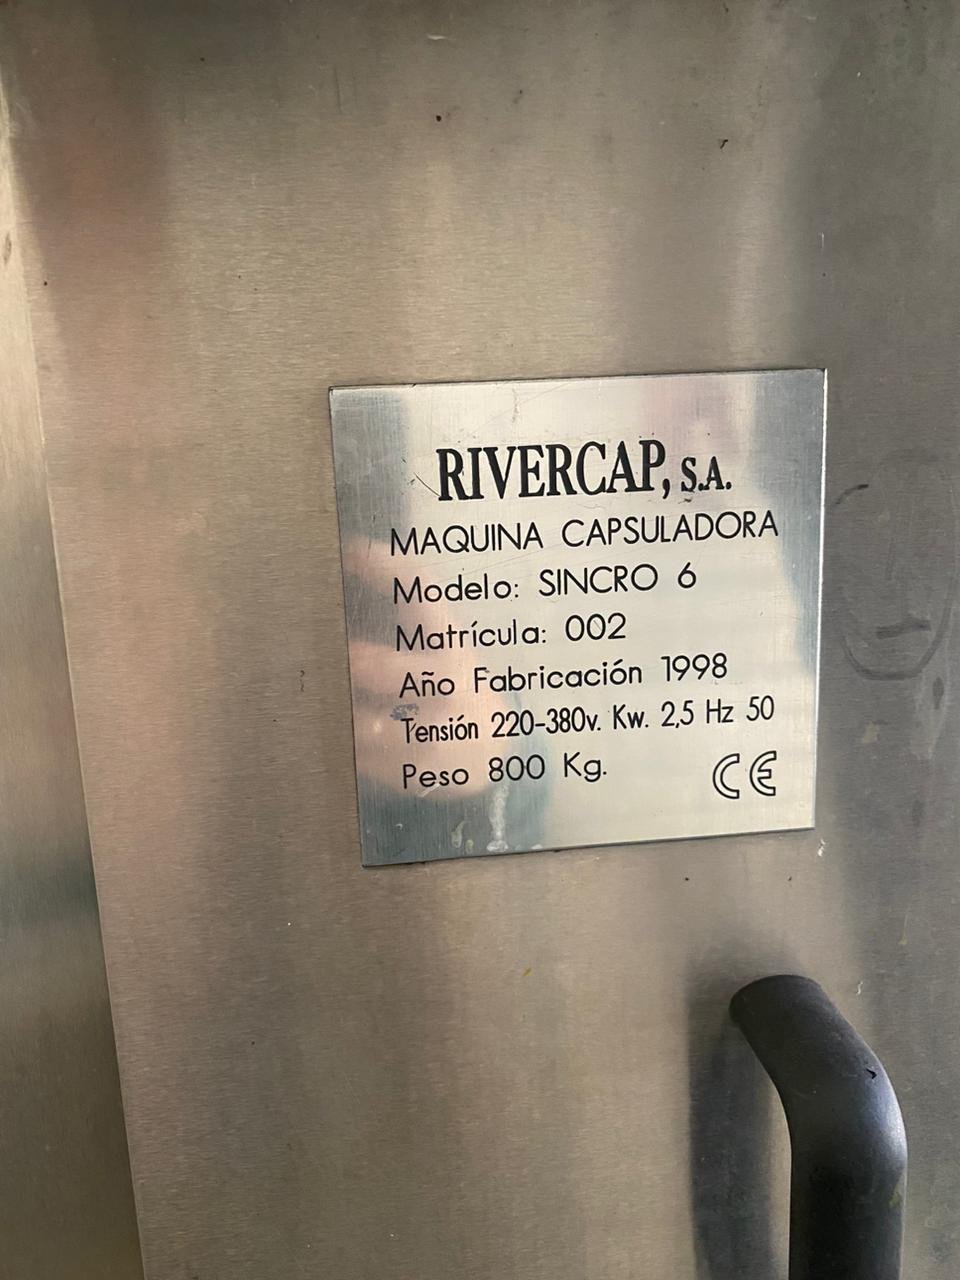 RIVERCAP, S.A.
MAQUINA CAPSULADORA
Modelo: SINCRO 6
Matrícula: 002
Año Fabricación 1998
Tensión 220-380v. Kw. 2,5 Hz 50
Peso 800 Kg.
CE